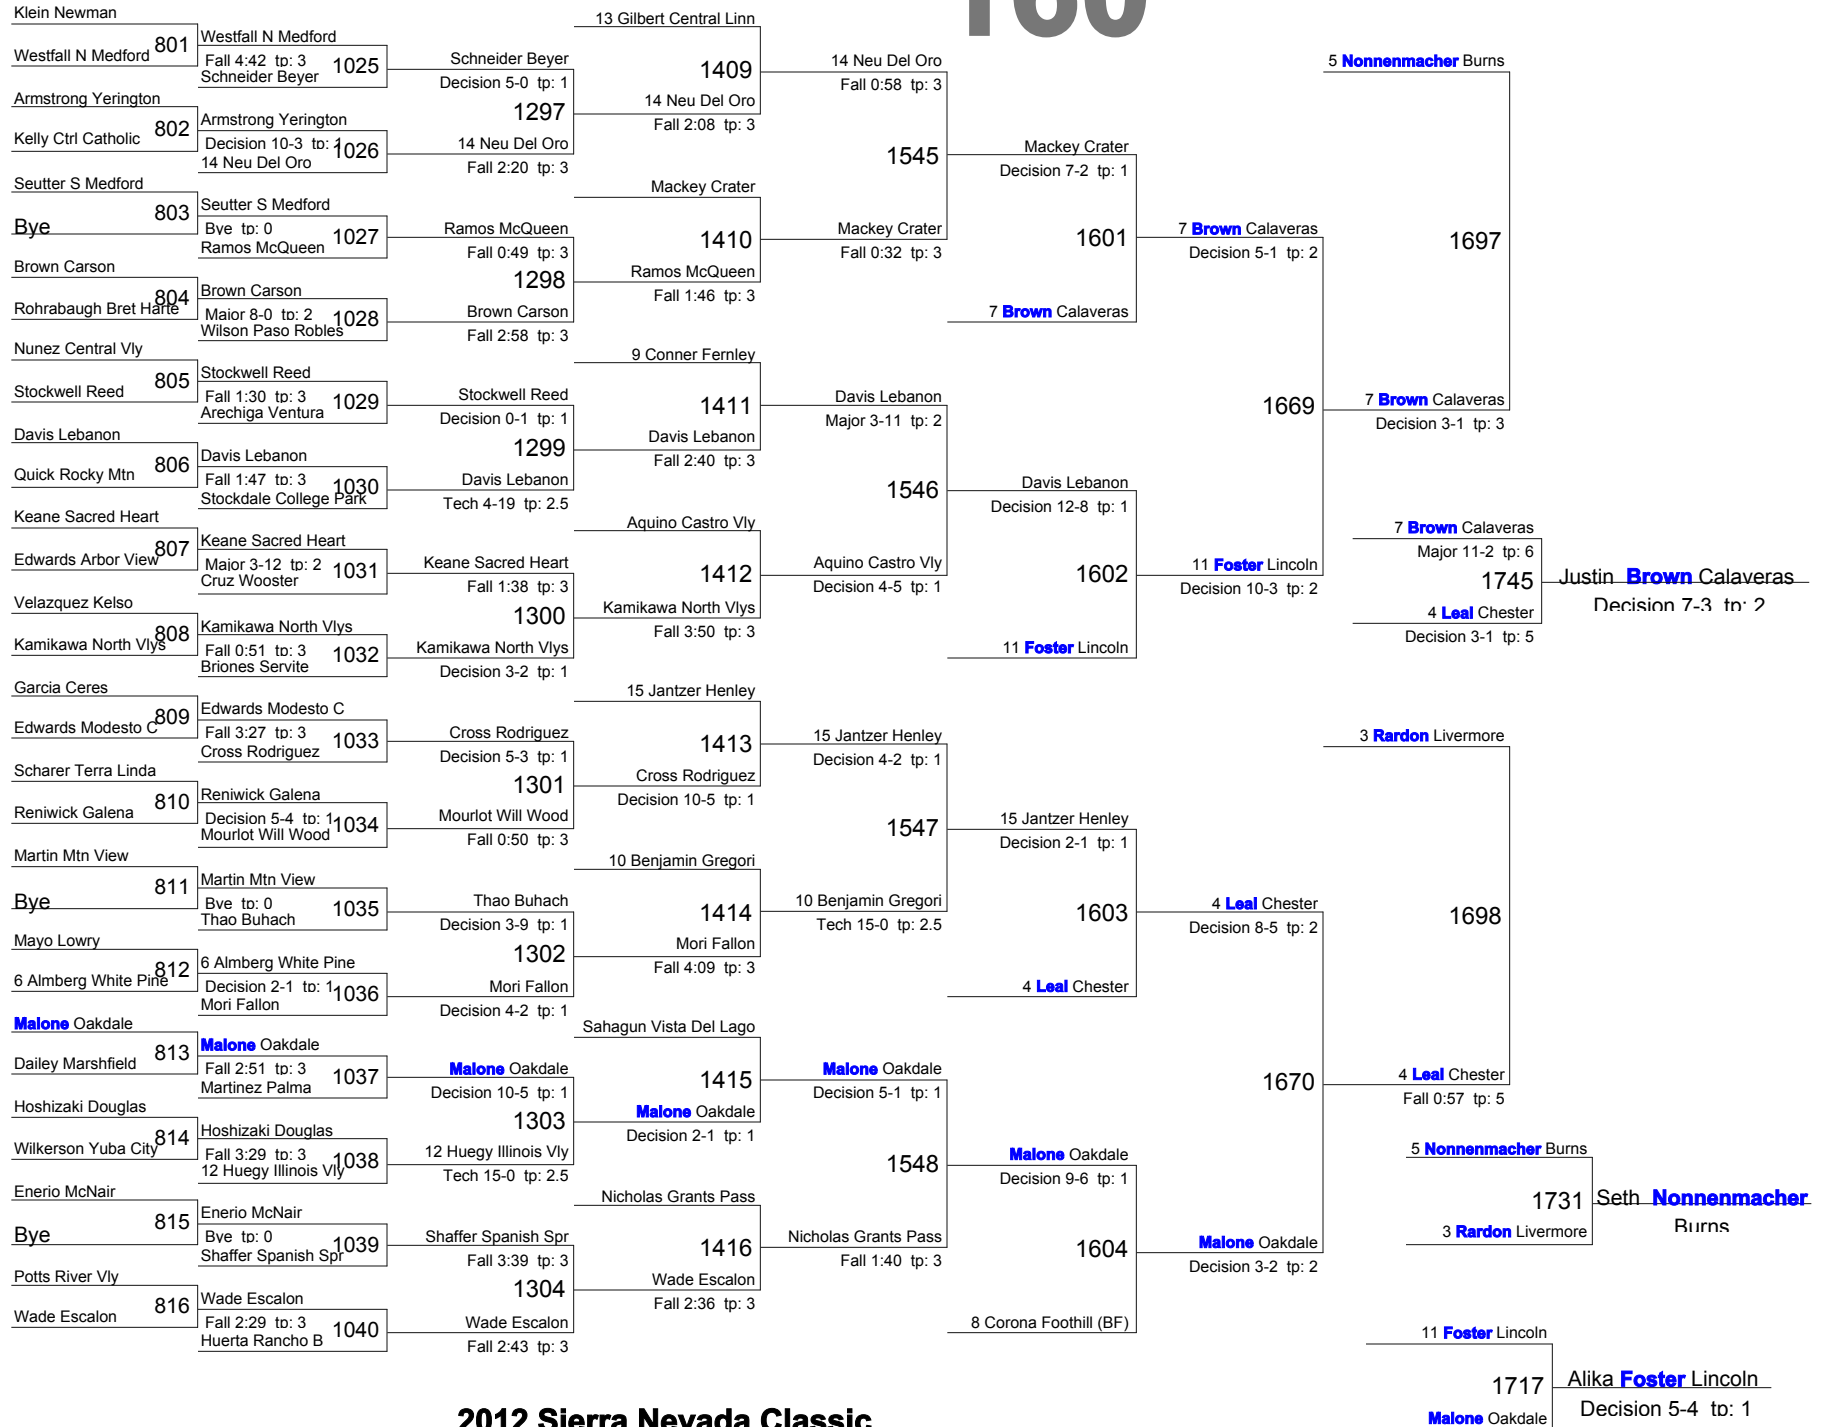 160
Klein Newman
801
Westfall N Medford
Westfall N Medford
Fall 4:42 tp: 3
1025
Schneider Beyer
Armstrong Yerington
802
Kelly Ctrl Catholic
Armstrong Yerington
Decision 10-3 tp: 1
1026
14 Neu Del Oro
Seutter S Medford
803
Bye
Seutter S Medford
Bye tp: 0
1027
Ramos McQueen
Brown Carson
804
Rohrabaugh Bret Harte
Brown Carson
Major 8-0 tp: 2
1028
Wilson Paso Robles
Nunez Central Vly
805
Stockwell Reed
Stockwell Reed
Fall 1:30 tp: 3
1029
Arechiga Ventura
Davis Lebanon
806
Quick Rocky Mtn
Davis Lebanon
Fall 1:47 tp: 3
1030
Stockdale College Park
Keane Sacred Heart
807
Edwards Arbor View
Keane Sacred Heart
Major 3-12 tp: 2
1031
Cruz Wooster
Velazquez Kelso
808
Kamikawa North Vlys
Kamikawa North Vlys
Fall 0:51 tp: 3
1032
Briones Servite
Garcia Ceres
809
Edwards Modesto C
Edwards Modesto C
Fall 3:27 tp: 3
1033
Cross Rodriguez
Scharer Terra Linda
810
Reniwick Galena
Reniwick Galena
Decision 5-4 tp: 1
1034
Mourlot Will Wood
Martin Mtn View
811
Bye
Martin Mtn View
Bye tp: 0
1035
Thao Buhach
Mayo Lowry
812
6 Almberg White Pine
6 Almberg White Pine
Decision 2-1 tp: 1
1036
Mori Fallon
Malone Oakdale
813
Dailey Marshfield
Malone Oakdale
Fall 2:51 tp: 3
1037
Martinez Palma
Hoshizaki Douglas
814
Wilkerson Yuba City
Hoshizaki Douglas
Fall 3:29 tp: 3
1038
12 Huegy Illinois Vly
Enerio McNair
815
Bye
Enerio McNair
Bye tp: 0
1039
Shaffer Spanish Spr
Potts River Vly
816
Wade Escalon
Wade Escalon
Fall 2:29 tp: 3
1040
Huerta Rancho B
Schneider Beyer
Decision 5-0 tp: 1
1297
14 Neu Del Oro
Fall 2:20 tp: 3
Ramos McQueen
Fall 0:49 tp: 3
1298
Brown Carson
Fall 2:58 tp: 3
Stockwell Reed
Decision 0-1 tp: 1
1299
Davis Lebanon
Tech 4-19 tp: 2.5
Keane Sacred Heart
Fall 1:38 tp: 3
1300
Kamikawa North Vlys
Decision 3-2 tp: 1
Cross Rodriguez
Decision 5-3 tp: 1
1301
Mourlot Will Wood
Fall 0:50 tp: 3
Thao Buhach
Decision 3-9 tp: 1
1302
Mori Fallon
Decision 4-2 tp: 1
Malone Oakdale
Decision 10-5 tp: 1
1303
12 Huegy Illinois Vly
Tech 15-0 tp: 2.5
Shaffer Spanish Spr
Fall 3:39 tp: 3
1304
Wade Escalon
Fall 2:43 tp: 3
13 Gilbert Central Linn
1409
14 Neu Del Oro
Fall 2:08 tp: 3
Mackey Crater
1410
Ramos McQueen
Fall 1:46 tp: 3
9 Conner Fernley
1411
Davis Lebanon
Fall 2:40 tp: 3
Aquino Castro Vly
1412
Kamikawa North Vlys
Fall 3:50 tp: 3
15 Jantzer Henley
1413
Cross Rodriguez
Decision 10-5 tp: 1
10 Benjamin Gregori
1414
Mori Fallon
Fall 4:09 tp: 3
Sahagun Vista Del Lago
1415
Malone Oakdale
Decision 2-1 tp: 1
Nicholas Grants Pass
1416
Wade Escalon
Fall 2:36 tp: 3
14 Neu Del Oro
Fall 0:58 tp: 3
1545
Mackey Crater
Fall 0:32 tp: 3
Davis Lebanon
Major 3-11 tp: 2
1546
Aquino Castro Vly
Decision 4-5 tp: 1
15 Jantzer Henley
Decision 4-2 tp: 1
1547
10 Benjamin Gregori
Tech 15-0 tp: 2.5
Malone Oakdale
Decision 5-1 tp: 1
1548
Nicholas Grants Pass
Fall 1:40 tp: 3
Mackey Crater
Decision 7-2 tp: 1
1601
7 Brown Calaveras
Davis Lebanon
Decision 12-8 tp: 1
1602
11 Foster Lincoln
15 Jantzer Henley
Decision 2-1 tp: 1
1603
4 Leal Chester
Malone Oakdale
Decision 9-6 tp: 1
1604
8 Corona Foothill (BF)
7 Brown Calaveras
Decision 5-1 tp: 2
1669
11 Foster Lincoln
Decision 10-3 tp: 2
4 Leal Chester
Decision 8-5 tp: 2
1670
Malone Oakdale
Decision 3-2 tp: 2
5 Nonnenmacher Burns
1697
7 Brown Calaveras
Decision 3-1 tp: 3
3 Rardon Livermore
1698
4 Leal Chester
Fall 0:57 tp: 5
7 Brown Calaveras
Major 11-2 tp: 6
1745
4 Leal Chester
Decision 3-1 tp: 5
Justin Brown Calaveras
Decision 7-3 tp: 2
5 Nonnenmacher Burns
1731
3 Rardon Livermore
Seth Nonnenmacher
Burns
11 Foster Lincoln
1717
Malone Oakdale
Alika Foster Lincoln
Decision 5-4 tp: 1
2012 Sierra Nevada Classic